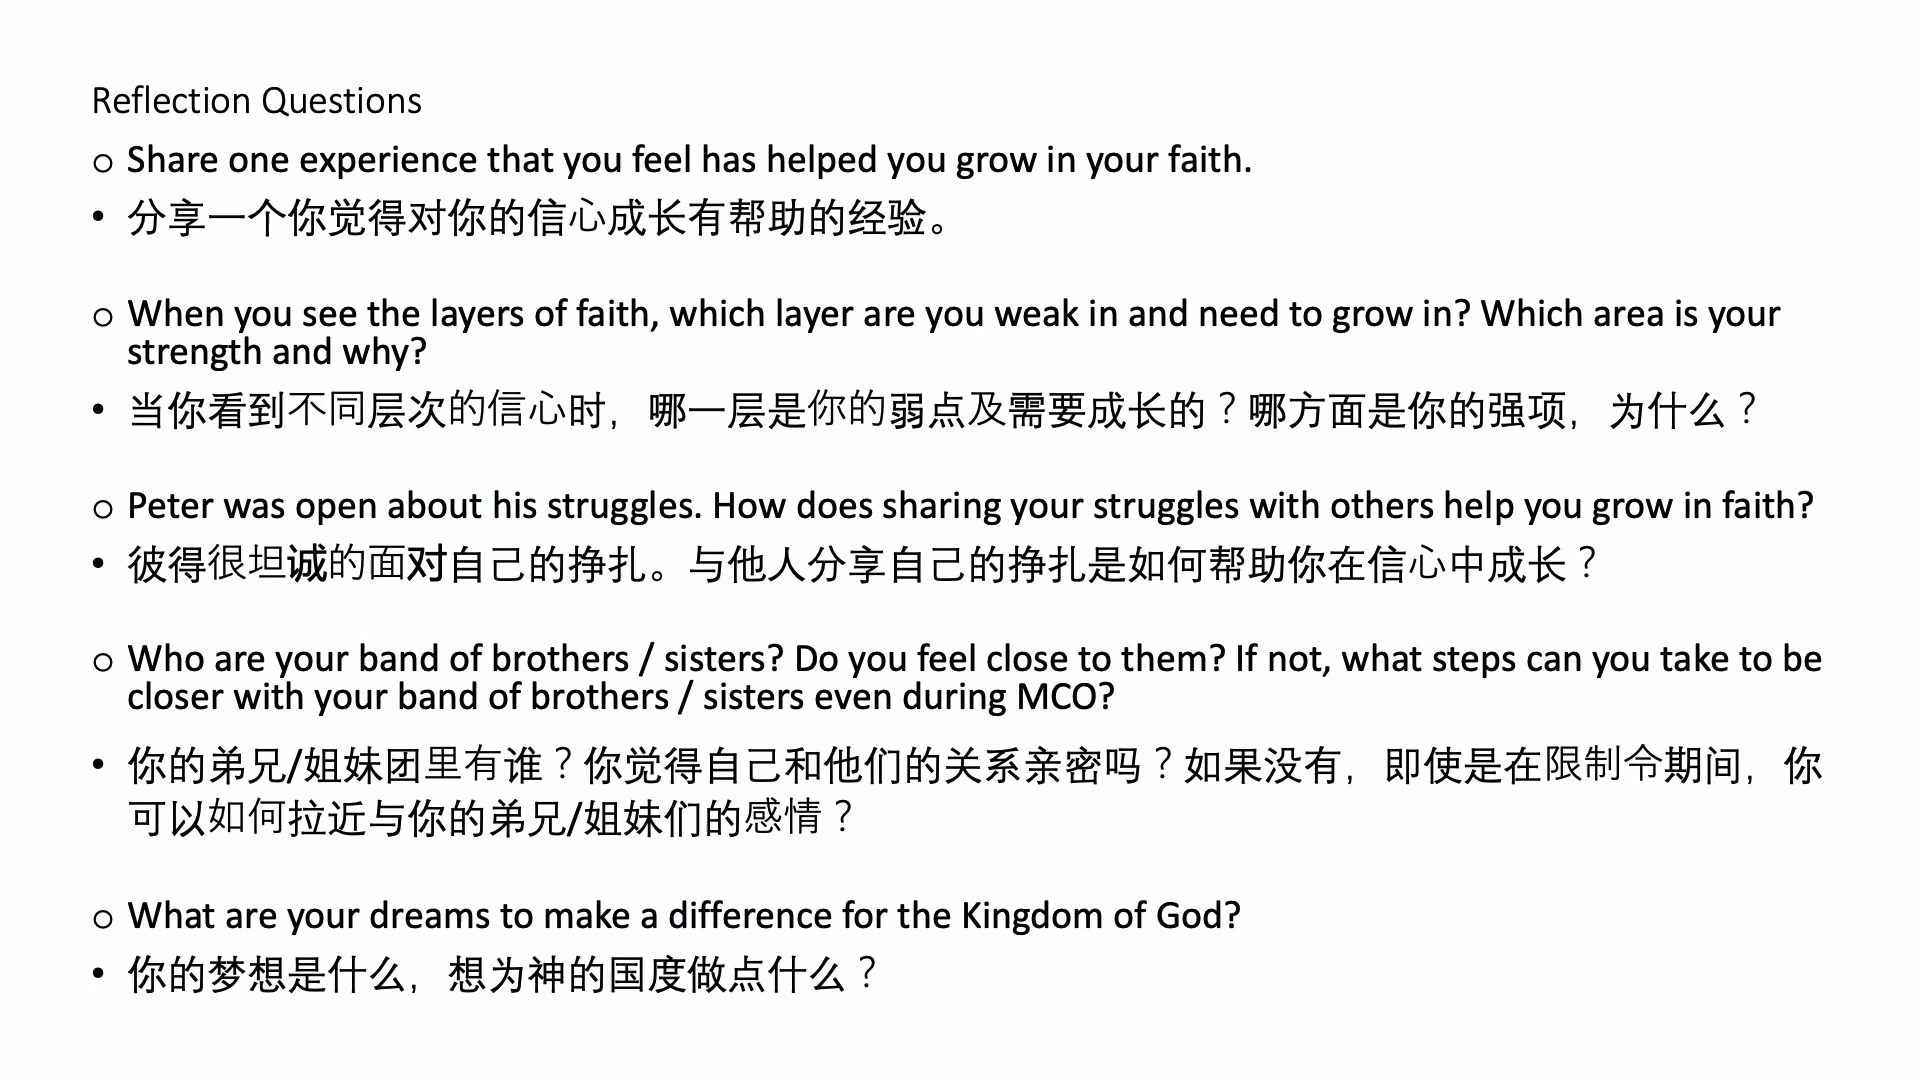 Reflection Questions
o Share one experience that you feel has helped you grow in your faith.
• 分享一个你觉得对你的信心成长有帮助的经验。
o When you see the layers of faith, which layer are you weak in and need to grow in? Which area is your
strength and why?
• 当你看到不同层次的信心时，哪一层是你的弱点及需要成长的？哪方面是你的强项，为什么？
o Peter was open about his struggles. How does sharing your struggles with others help you grow in faith?
• 彼得很坦诚的面对自己的挣扎。与他人分享自己的挣扎是如何帮助你在信心中成长？
o Who are your band of brothers / sisters? Do you feel close to them? If not, what steps can you take to be
closer with your band of brothers / sisters even during MCO?
• 你的弟兄/姐妹团里有谁？你觉得自己和他们的关系亲密吗？如果没有，即使是在限制令期间，你
可以如何拉近与你的弟兄/姐妹们的感情？
o What are your dreams to make a difference for the Kingdom of God?
• 你的梦想是什么，想为神的国度做点什么？